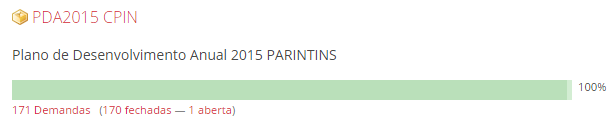 PDA2015 CPIN
Plano de Desenvolvimento Anual 2015 PARINTINS
100%
171 Demandas (170 fechadas — 1 aberta)